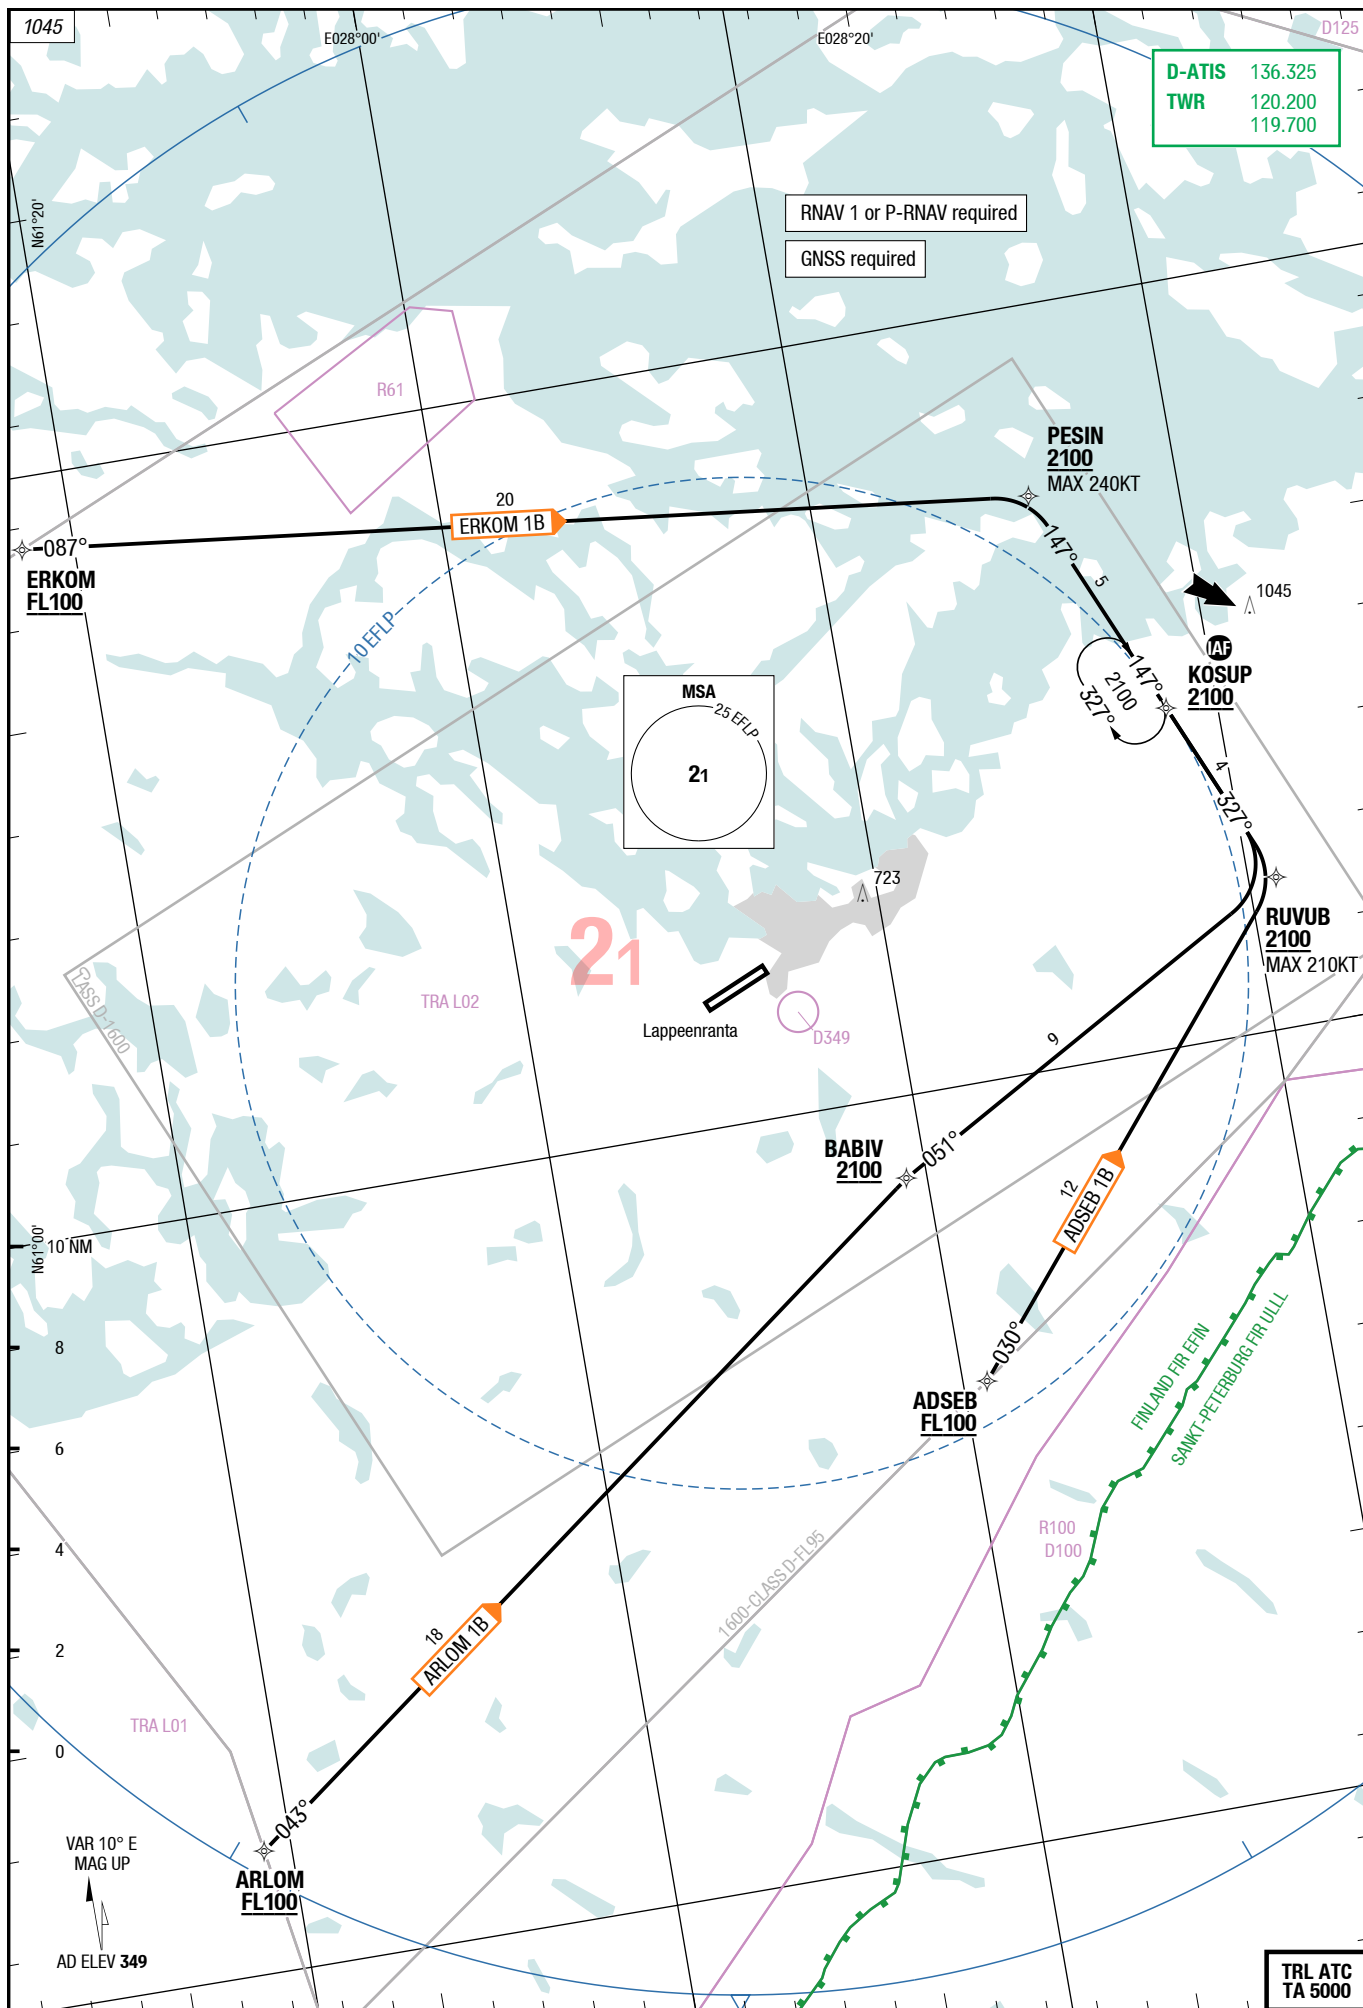 1045
E028°00'
E028°20'
D125
D-ATIS 136.325
TWR 120.200
119.700
N61°20'
RNAV 1 or P-RNAV required
GNSS required
R61
PESIN
2100
MAX 240KT
20
ERKOM 1B
087°
ERKOM
FL100
147°
5
1045
10 EFLP
IAF
KOSUP
2100
147°
2100
327°
MSA
25 EFLP
21
4
327°
723
RUVUB
2100
MAX 210KT
21
CLASS D-1600
TRA L02
Lappeenranta
D349
9
BABIV
2100
051°
12
ADSEB 1B
N61°00'
10 NM
8
6
4
2
0
030°
ADSEB
FL100
FINLAND FIR EFIN
SANKT-PETERBURG FIR ULLL
R100
D100
1600-CLASS D-FL95
18
ARLOM 1B
TRA L01
043°
ARLOM
FL100
VAR 10° E
MAG UP
AD ELEV 349
TRL ATC
TA 5000